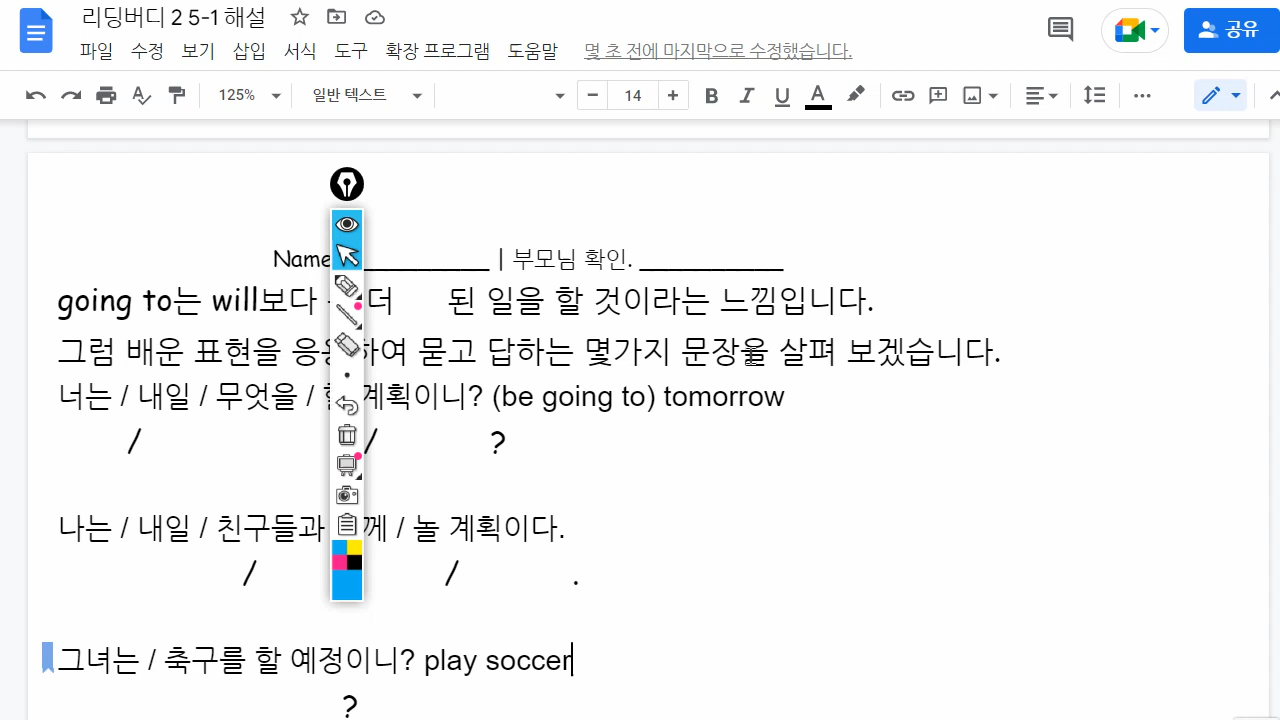 리딩버디 2 5-1 해설
파일 수정 보기 삽입 서식 도구 확장 프로그램 도움말 몇 초 전에 마지막으로 수정했습니다.
공유
125% 일반 텍스트 14
Name ___________ | 부모님 확인. ___________
going to는 will보다 더 된 일을 할 것이라는 느낌입니다.
그럼 배운 표현을 묻고 답하는 몇가지 문장을 살펴 보겠습니다.
너는 / 내일 / 무엇을 / 계획이니? (be going to) tomorrow
/ / ?
나는 / 내일 / 친구들과 / 놀 계획이다.
/ / .
그녀는 / 축구를 할 예정이니? play soccer
?